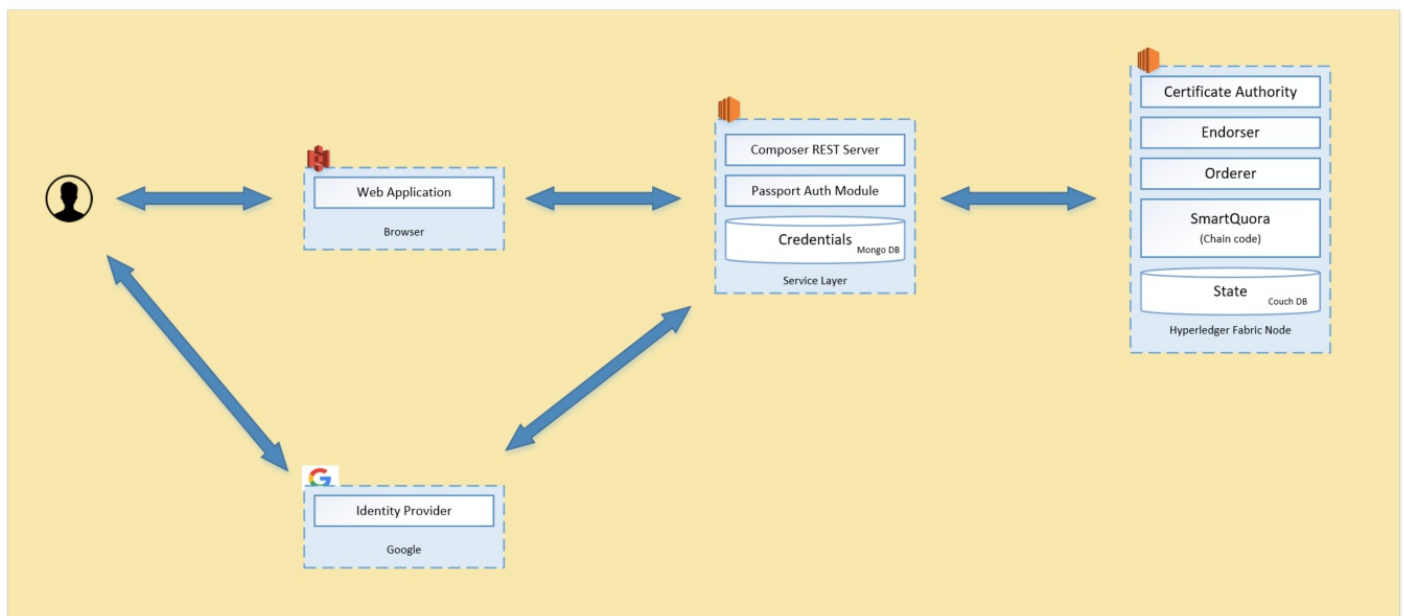 Web Application
Browser
Identity Provider
Google
Composer REST Server
Passport Auth Module
Credentials
Mongo DB
Service Layer
Certificate Authority
Endorser
Orderer
SmartQuora
(Chain code)
State
Couch DB
Hyperledger Fabric Node